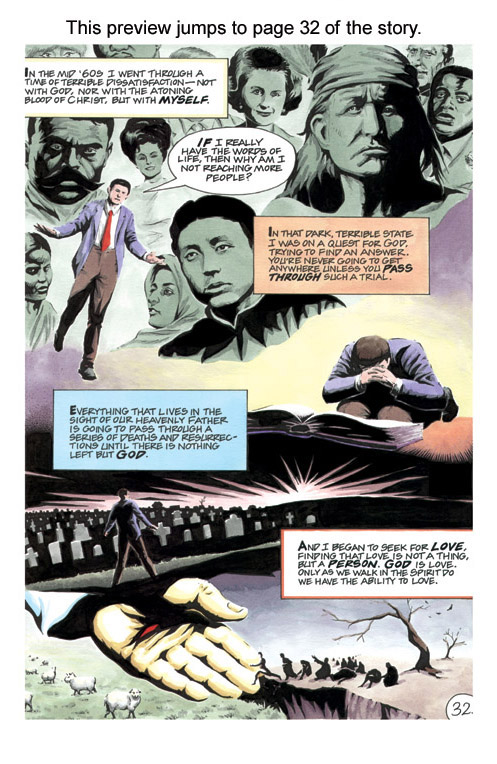 This preview jumps to page 32 of the story.
IN THE MID '60S I WENT THROUGH A
TIME OF TERRIBLE DISSATISFACTION—NOT
WITH GOD, NOR WITH THE ATONING
BLOOD OF CHRIST, BUT WITH MYSELF.
IF I REALLY
HAVE THE WORDS OF
LIFE, THEN WHY AM I
NOT REACHING MORE
PEOPLE?
IN THAT DARK, TERRIBLE STATE
I WAS ON A QUEST FOR GOD,
TRYING TO FIND AN ANSWER.
YOU'RE NEVER GOING TO GET
ANYWHERE UNLESS YOU PASS
THROUGH SUCH A TRIAL.
EVERYTHING THAT LIVES IN THE
SIGHT OF OUR HEAVENLY FATHER
IS GOING TO PASS THROUGH A
SERIES OF DEATHS AND RESURREC-
TIONS UNTIL THERE IS NOTHING
LEFT BUT GOD.
AND I BEGAN TO SEEK FOR LOVE,
FINDING THAT LOVE IS NOT A THING,
BUT A PERSON. GOD IS LOVE.
ONLY AS WE WALK IN THE SPIRIT DO
WE HAVE THE ABILITY TO LOVE.
32